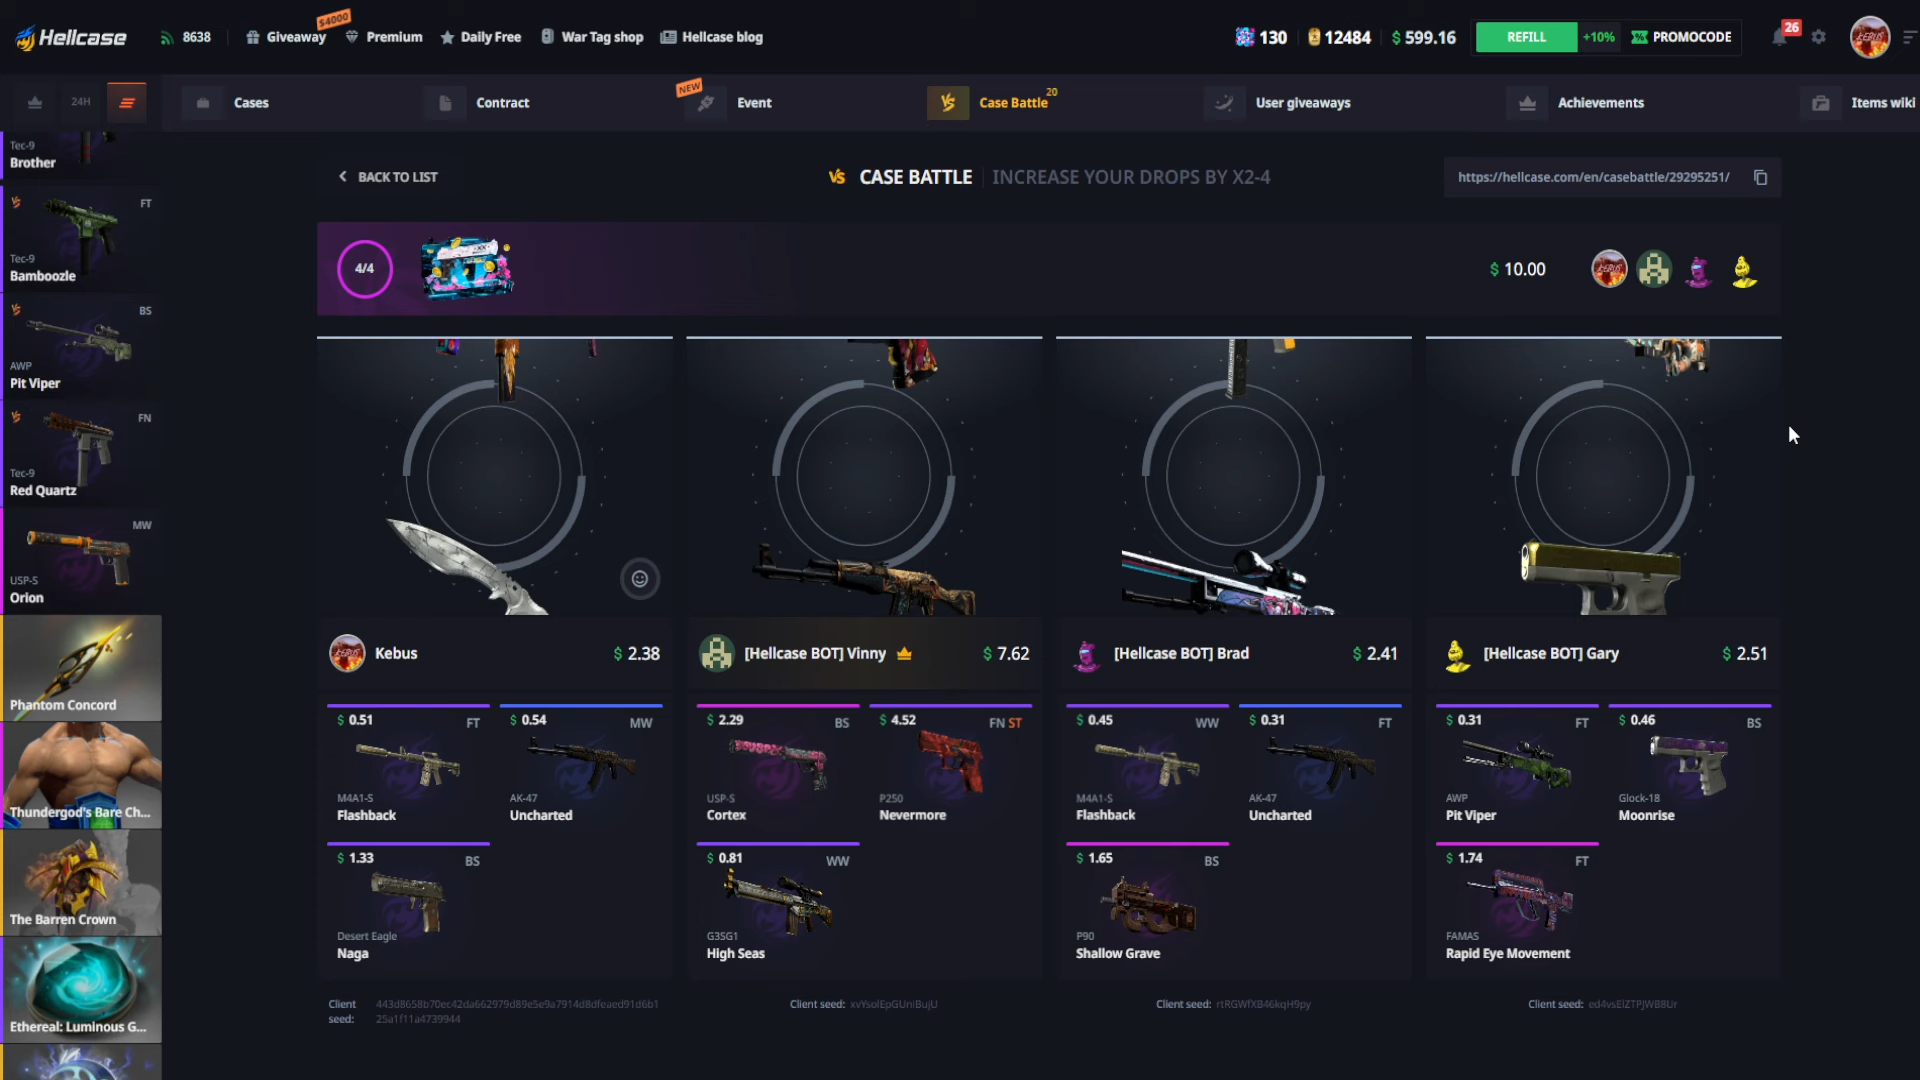 Hellcase
8638
Giveaway
$4000
Premium
Daily Free
War Tag shop
Hellcase blog
130
12484
$ 599.16
REFILL
+10%
PROMOCODE
26
24H
Cases
Contract
NEW
Event
Case Battle
20
User giveaways
Achievements
Items wiki
Tec-9
Brother
FT
Tec-9
Bamboozle
BS
AWP
Pit Viper
FN
Tec-9
Red Quartz
MW
USP-S
Orion
Phantom Concord
Thundergod's Bare Ch...
The Barren Crown
Ethereal: Luminous G...
BACK TO LIST
VS CASE BATTLE
INCREASE YOUR DROPS BY X2-4
https://hellcase.com/en/casebattle/29295251/
4/4
$ 10.00
Kebus
$ 2.38
[Hellcase BOT] Vinny
$ 7.62
[Hellcase BOT] Brad
$ 2.41
[Hellcase BOT] Gary
$ 2.51
$ 0.51
FT
M4A1-S
Flashback
$ 0.54
MW
AK-47
Uncharted
$ 2.29
BS
USP-S
Cortex
$ 4.52
FN ST
P250
Nevermore
$ 0.45
WW
M4A1-S
Flashback
$ 0.31
FT
AK-47
Uncharted
$ 0.31
FT
AWP
Pit Viper
$ 0.46
BS
Glock-18
Moonrise
$ 1.33
BS
Desert Eagle
Naga
$ 0.81
WW
G3SG1
High Seas
$ 1.65
BS
P90
Shallow Grave
$ 1.74
FT
FAMAS
Rapid Eye Movement
Client seed:
443d8658b70ec42da662979d89e5e9a7914d8dfeaed91d6b1
25a1f11a4739944
Client seed: xvYsolEpGUniBujU
Client seed: rtRGWfXB46kqH9py
Client seed: ed4vsElZTPJWB8Ur